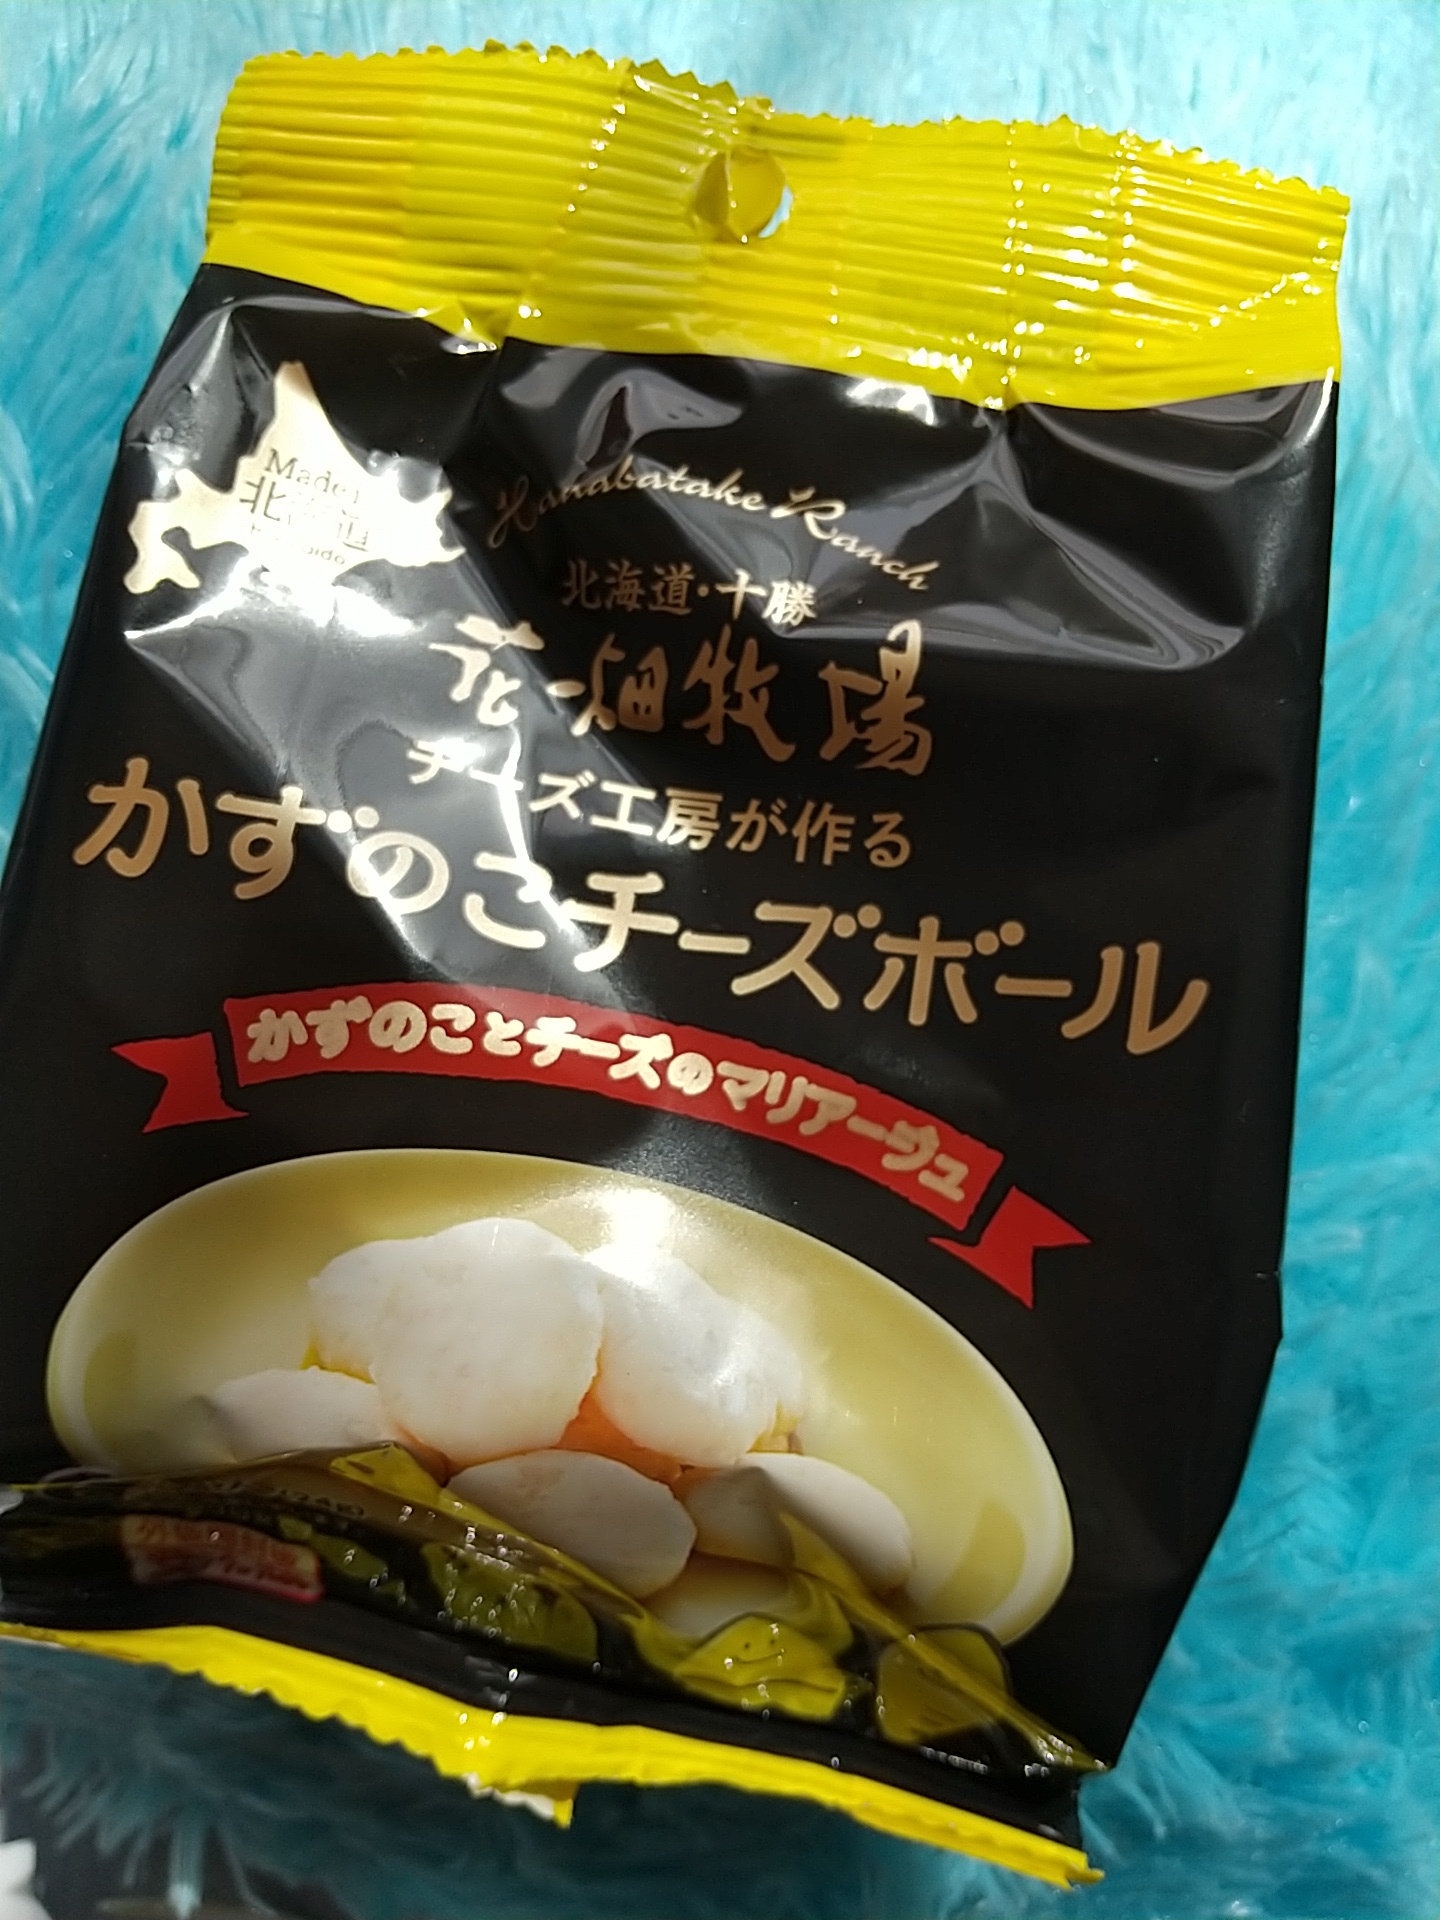 Made in
北海道
Hokkaido
Hanabatake Ranch
北海道・十勝
花畑牧場
チーズ工房が作る
かずのこチーズボール
かずのことチーズのマリアージュ